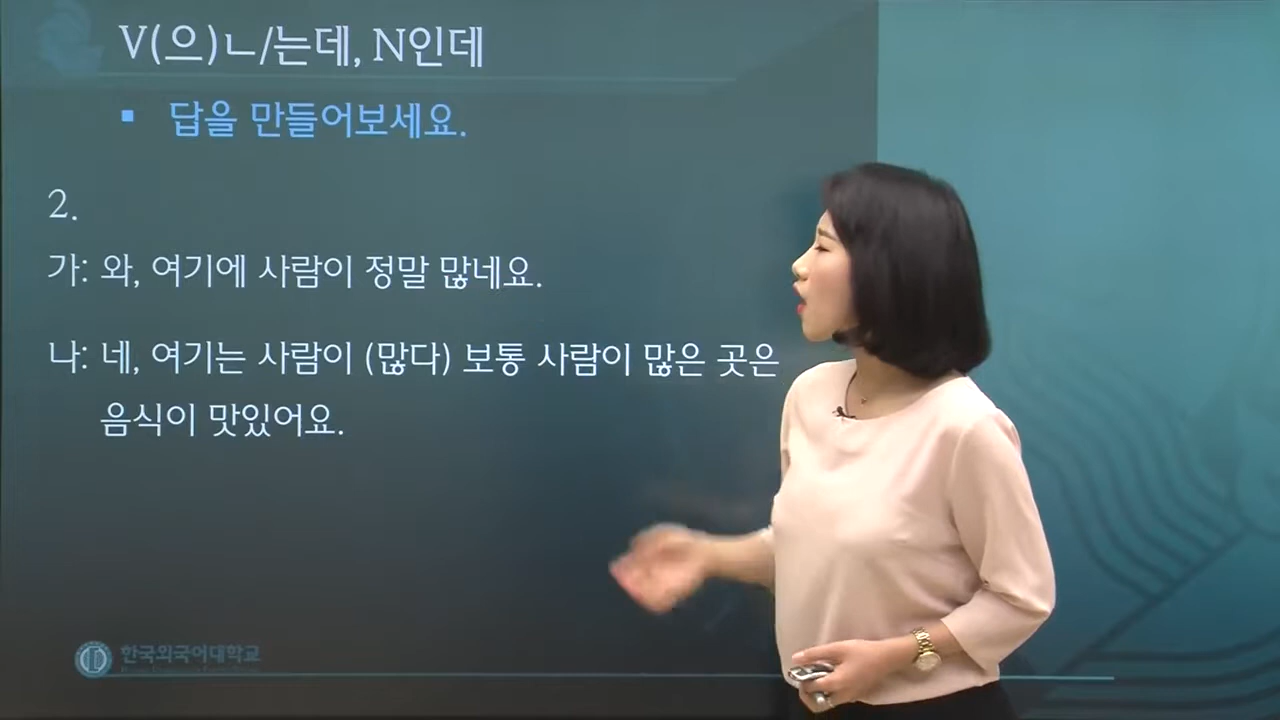 V(으)ㄴ/는데, N인데
▪ 답을 만들어보세요.
2.
가: 와, 여기에 사람이 정말 많네요.
나: 네, 여기는 사람이 (많다) 보통 사람이 많은 곳은
음식이 맛있어요.
한국외국어대학교